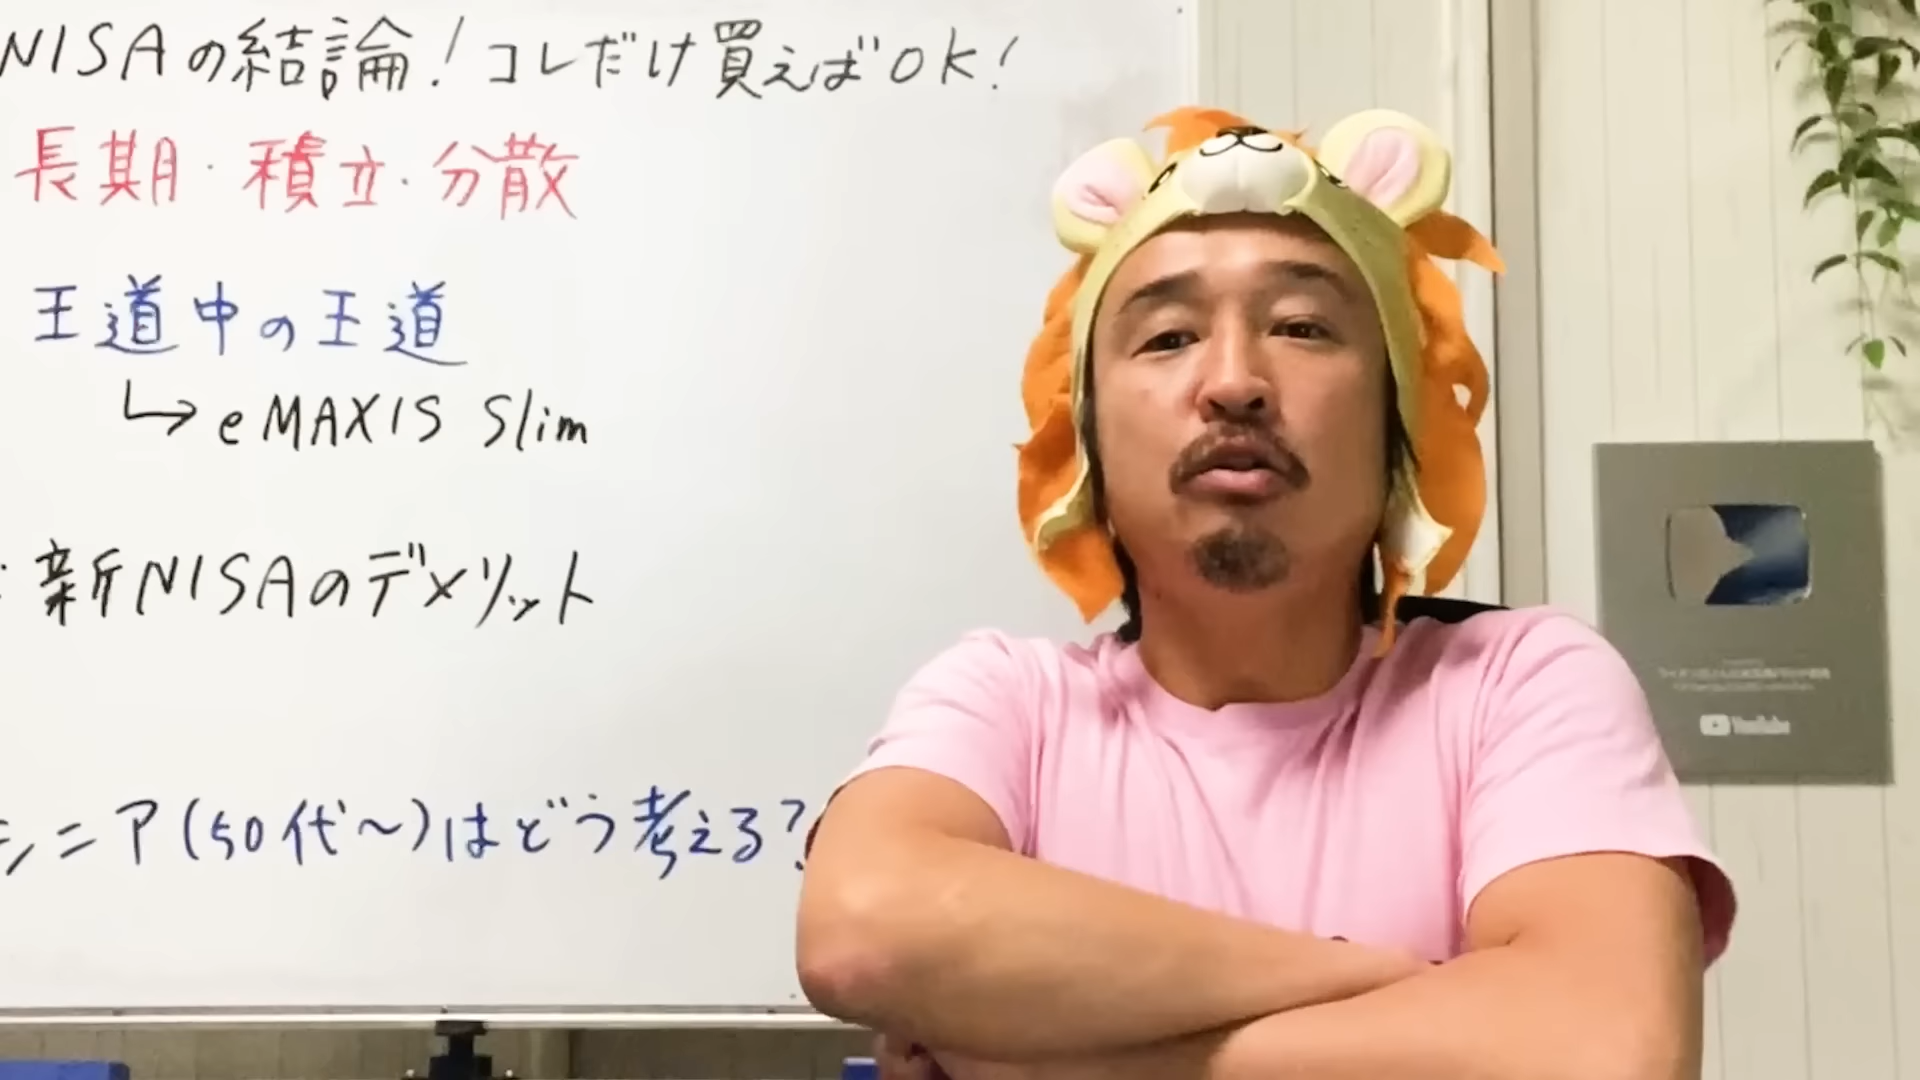 NISAの結論！コレだけ買えばOK！
長期・積立・分散
王道中の王道
↳ eMAXIS Slim
：新NISAのデメリット
シニア(50代〜)はどう考える？
YouTube